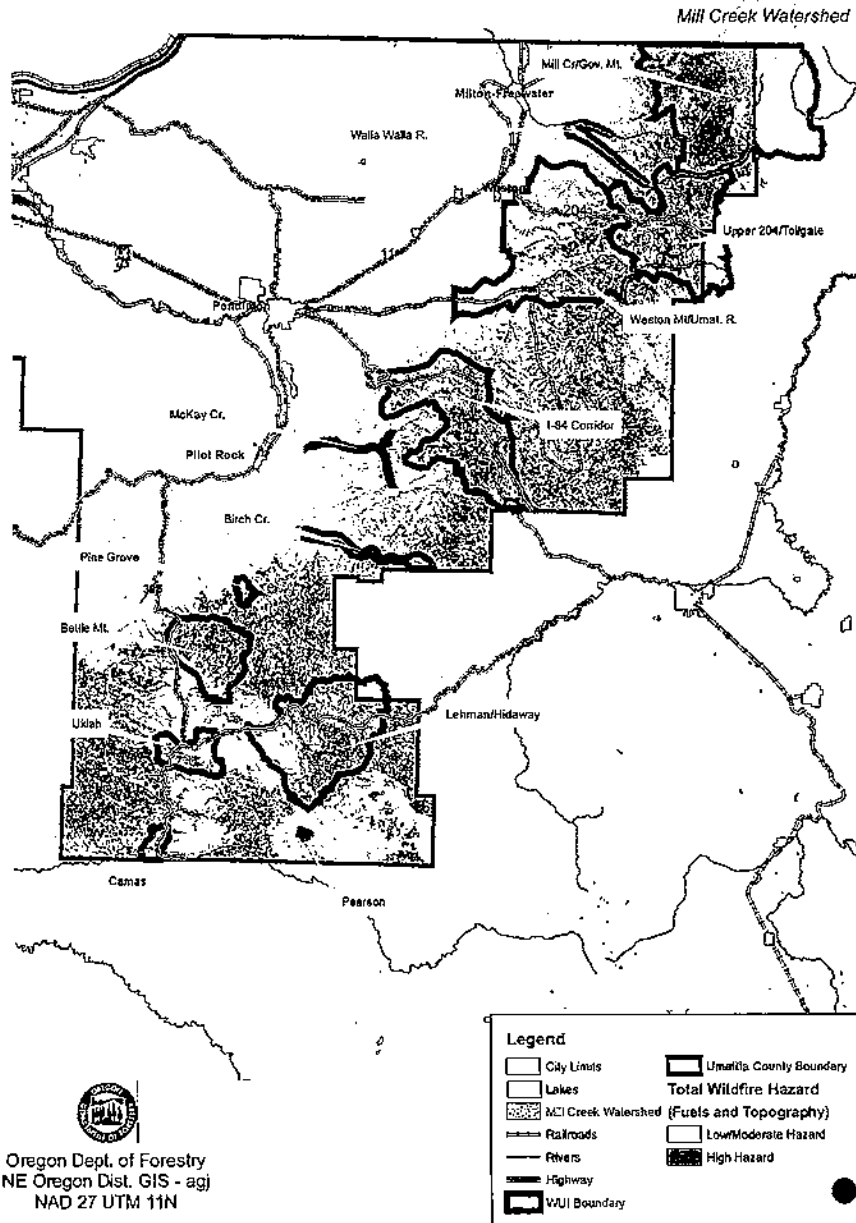 Mill Creek Watershed
Mill Cr/Gov. Mt.
Milton-Freewater
Walla Walla R.
Weston
204
Upper 204/Tollgate
11
Pendleton
Weston Mt/Umat. R.
McKay Cr.
I-84 Corridor
Pilot Rock
Birch Cr.
Pine Grove
395
Battle Mt.
Lehman/Hidaway
Ukiah
Camas
Pearson
Legend
City Limits
Lakes
Mill Creek Watershed
Railroads
Rivers
Highway
WUI Boundary
Umatilla County Boundary
Total Wildfire Hazard
(Fuels and Topography)
Low/Moderate Hazard
High Hazard
Oregon Dept. of Forestry
NE Oregon Dist. GIS - agj
NAD 27 UTM 11N